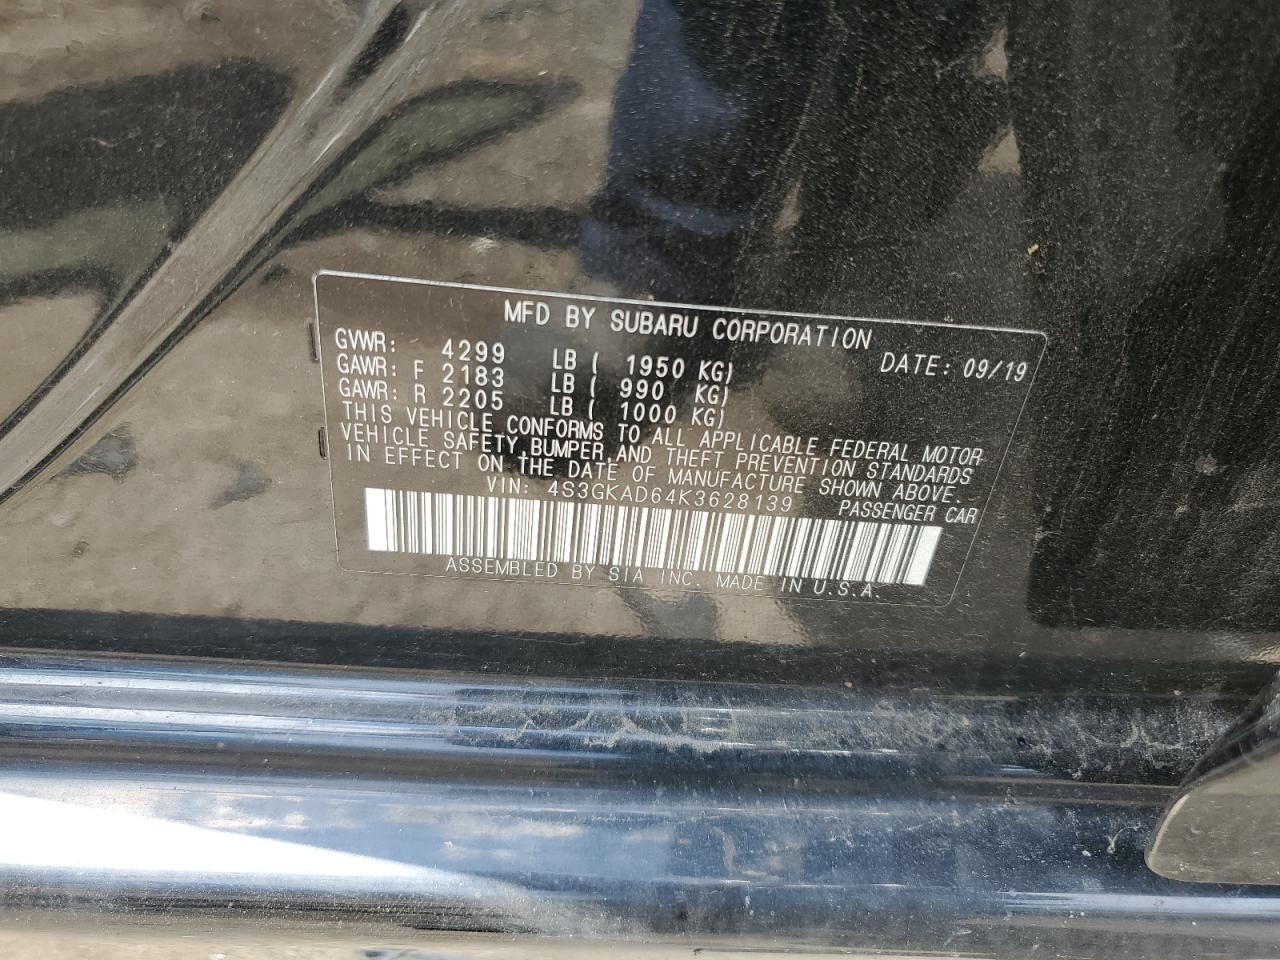 MFD BY SUBARU CORPORATION
GVWR: 4299 LB ( 1950 KG) DATE: 09/19
GAWR: F 2183 LB ( 990 KG)
GAWR: R 2205 LB ( 1000 KG)
THIS VEHICLE CONFORMS TO ALL APPLICABLE FEDERAL MOTOR
VEHICLE SAFETY,BUMPER,AND THEFT PREVENTION STANDARDS
IN EFFECT ON THE DATE OF MANUFACTURE SHOWN ABOVE.
VIN: 4S3GKAD64K3628139 PASSENGER CAR
ASSEMBLED BY SIA INC. MADE IN U.S.A.